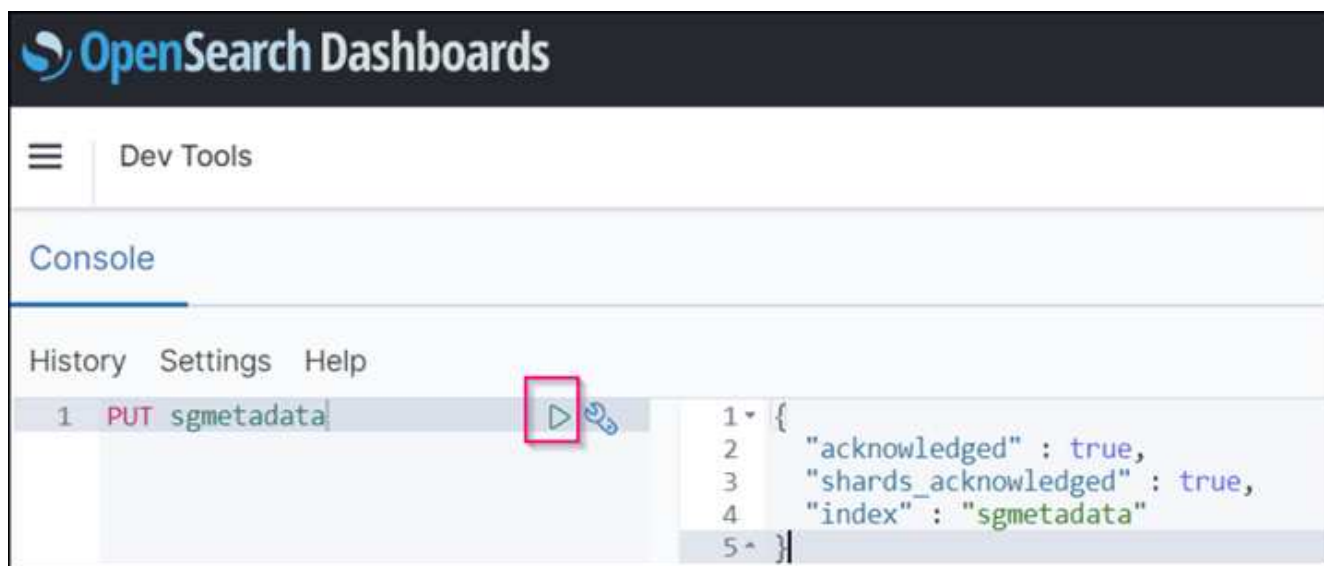 OpenSearch Dashboards
Dev Tools
Console
History Settings Help
1 PUT sgmetadata
1 {
2 "acknowledged" : true,
3 "shards_acknowledged" : true,
4 "index" : "sgmetadata"
5 }